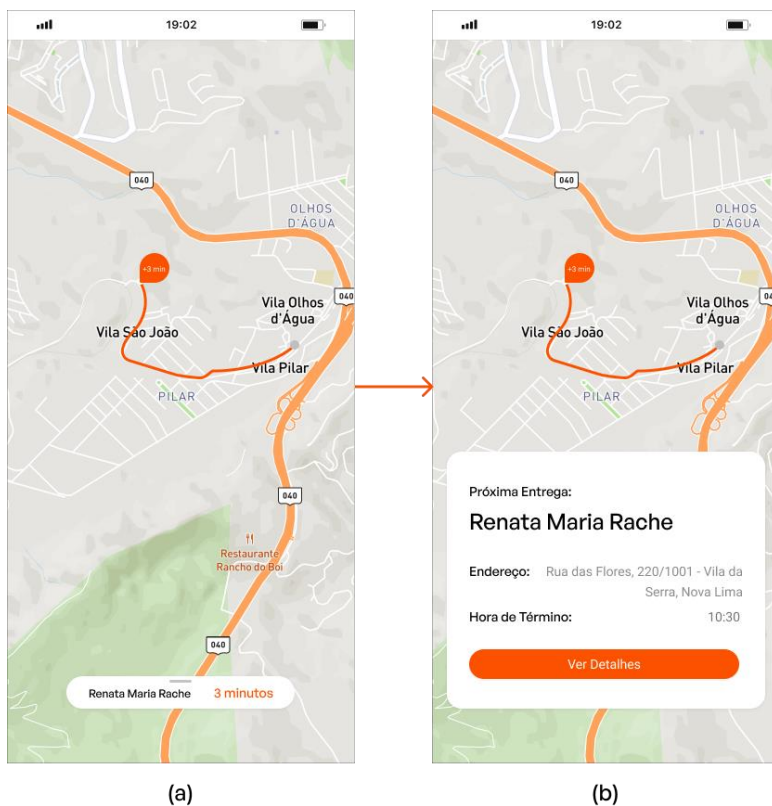 19:02
040
OLHOS
D'ÁGUA
+3 min
040
Vila Olhos
d'Água
Vila São João
Vila Pilar
PILAR
040
Restaurante
Rancho do Boi
040
Renata Maria Rache 3 minutos
(a)
19:02
040
OLHOS
D'ÁGUA
+3 min
040
Vila Olhos
d'Água
Vila São João
Vila Pilar
PILAR
Próxima Entrega:
Renata Maria Rache
Endereço: Rua das Flores, 220/1001 - Vila da
Serra, Nova Lima
Hora de Término: 10:30
Ver Detalhes
(b)